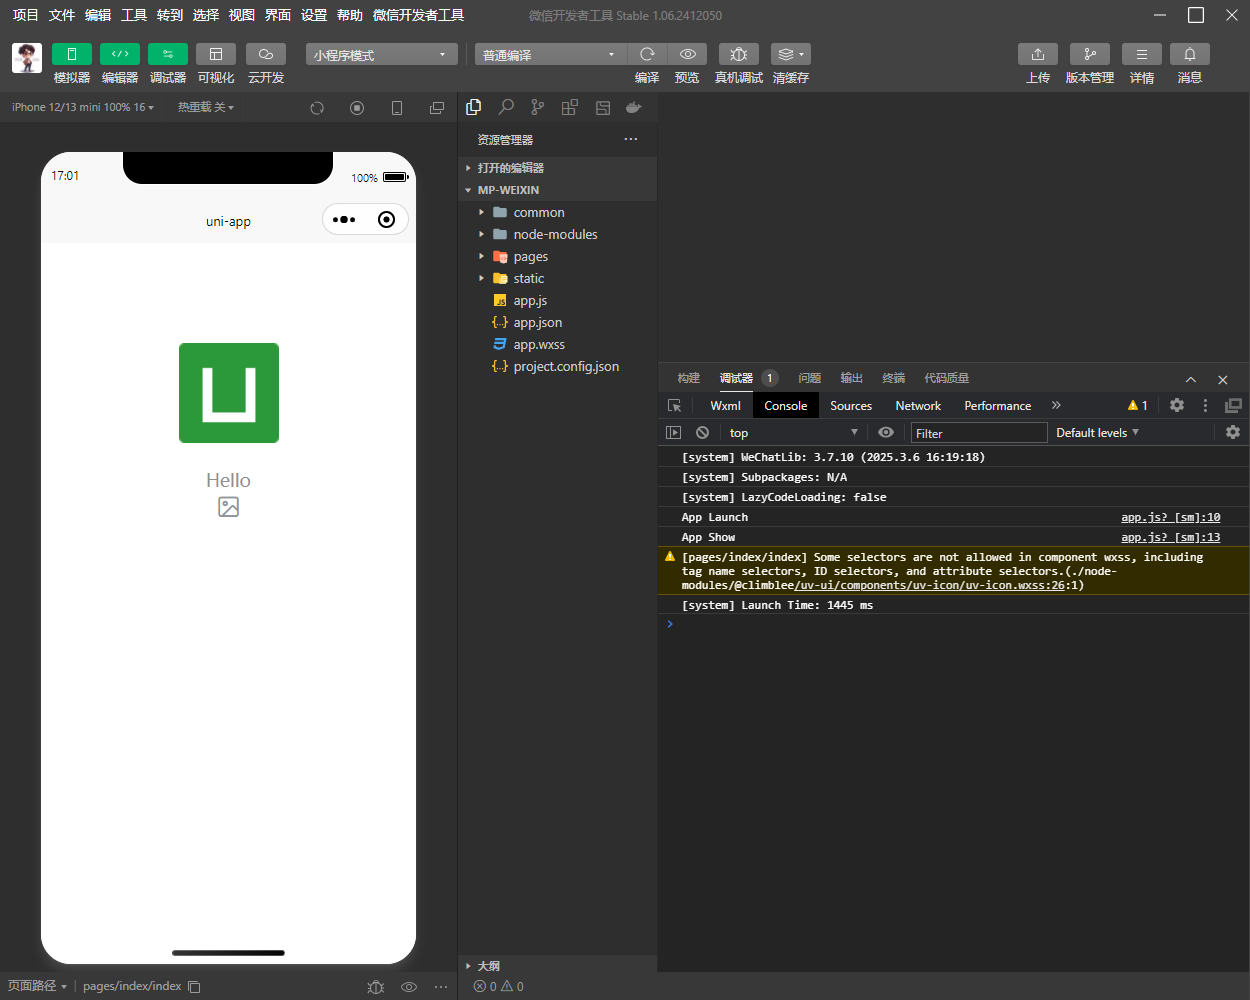 项目 文件 编辑 工具 转到 选择 视图 界面 设置 帮助 微信开发者工具
微信开发者工具 Stable 1.06.2412050
小程序模式
普通编译
模拟器 编辑器 调试器 可视化 云开发
编译 预览 真机调试 清缓存
上传 版本管理 详情 消息
iPhone 12/13 mini 100% 16
热重载 关
17:01
100%
uni-app
Hello
页面路径
pages/index/index
资源管理器
打开的编辑器
MP-WEIXIN
common
node-modules
pages
static
JS app.js
{..} app.json
app.wxss
{..} project.config.json
大纲
0 0
构建 调试器 1 问题 输出 终端 代码质量
Wxml Console Sources Network Performance » 1
top Filter Default levels
[system] WeChatLib: 3.7.10 (2025.3.6 16:19:18)
[system] Subpackages: N/A
[system] LazyCodeLoading: false
App Launch app.js? [sm]:10
App Show app.js? [sm]:13
[pages/index/index] Some selectors are not allowed in component wxss, including
tag name selectors, ID selectors, and attribute selectors.(./node-
modules/@climblee/uv-ui/components/uv-icon/uv-icon.wxss:26:1)
[system] Launch Time: 1445 ms